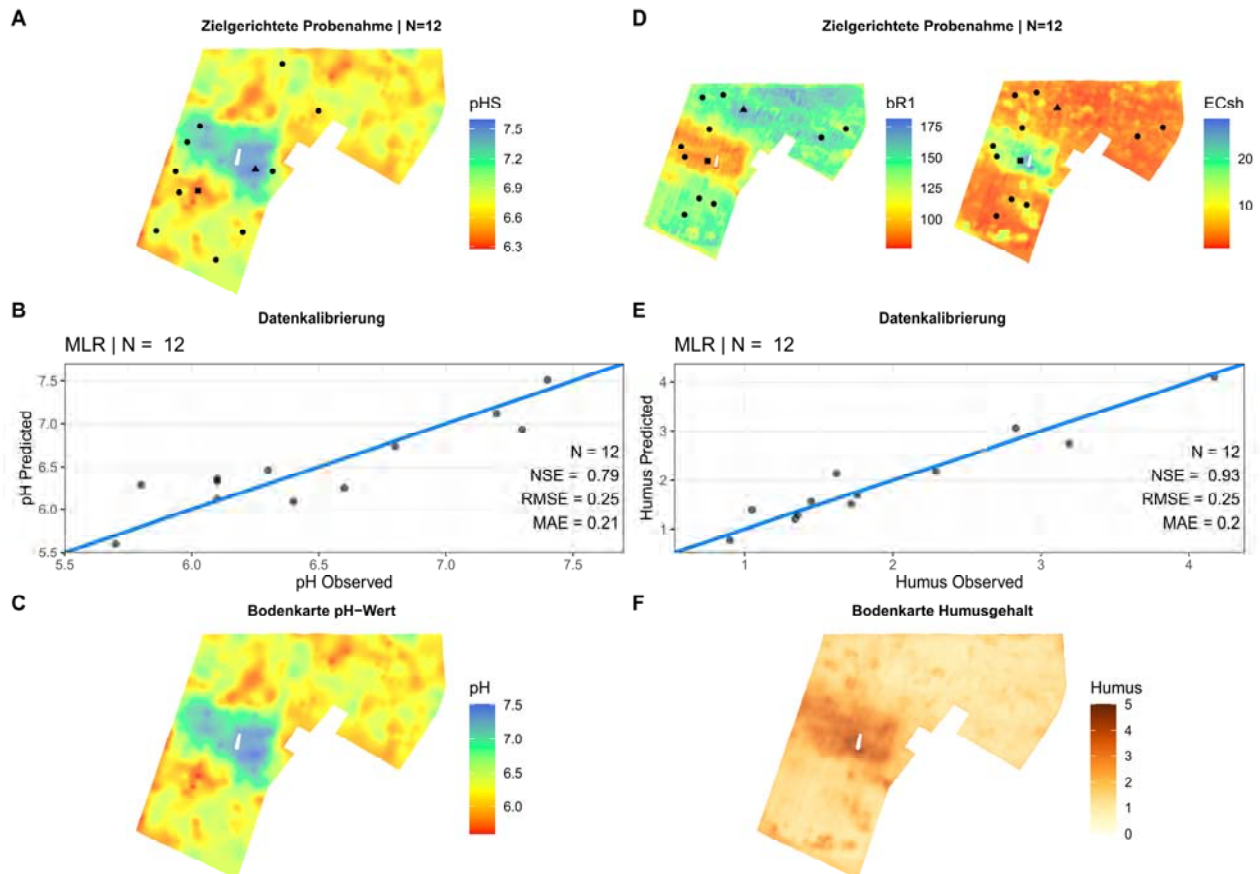 A
Zielgerichtete Probenahme | N=12
pHS
7.5
7.2
6.9
6.6
6.3
D
Zielgerichtete Probenahme | N=12
bR1
175
150
125
100
ECsh
20
10
B
Datenkalibrierung
MLR | N = 12
pH Predicted
7.5
7.0
6.5
6.0
5.5
N = 12
NSE = 0.79
RMSE = 0.25
MAE = 0.21
5.5
6.0
6.5
7.0
7.5
pH Observed
E
Datenkalibrierung
MLR | N = 12
Humus Predicted
4
3
2
1
N = 12
NSE = 0.93
RMSE = 0.25
MAE = 0.2
1
2
3
4
Humus Observed
C
Bodenkarte pH−Wert
pH
7.5
7.0
6.5
6.0
F
Bodenkarte Humusgehalt
Humus
5
4
3
2
1
0